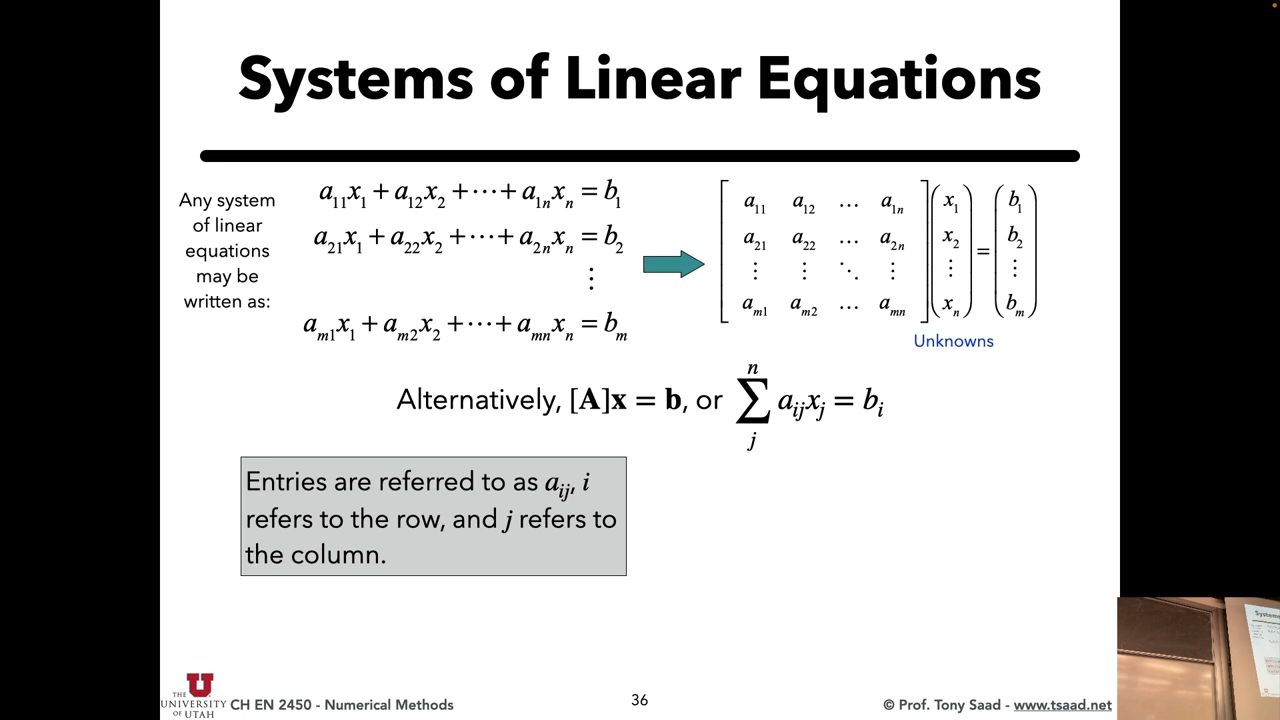 Systems of Linear Equations
Any system
of linear
equations
may be
written as:
a₁₁x₁ + a₁₂x₂ + ⋯ + a₁ₙxₙ = b₁
a₂₁x₁ + a₂₂x₂ + ⋯ + a₂ₙxₙ = b₂
⋮
aₘ₁x₁ + aₘ₂x₂ + ⋯ + aₘₙxₙ = bₘ
[a₁₁ a₁₂ … a₁ₙ] (x₁) = (b₁)
[a₂₁ a₂₂ … a₂ₙ] (x₂) (b₂)
[⋮ ⋮ ⋱ ⋮] (⋮) (⋮)
[aₘ₁ aₘ₂ … aₘₙ] (xₙ) (bₘ)
Unknowns
Alternatively, [A]x = b, or ∑ⱼⁿ aᵢⱼxⱼ = bᵢ
Entries are referred to as aᵢⱼ, i
refers to the row, and j refers to
the column.
THE
UNIVERSITY
OF UTAH
CH EN 2450 - Numerical Methods
36
© Prof. Tony Saad - www.tsaad.net